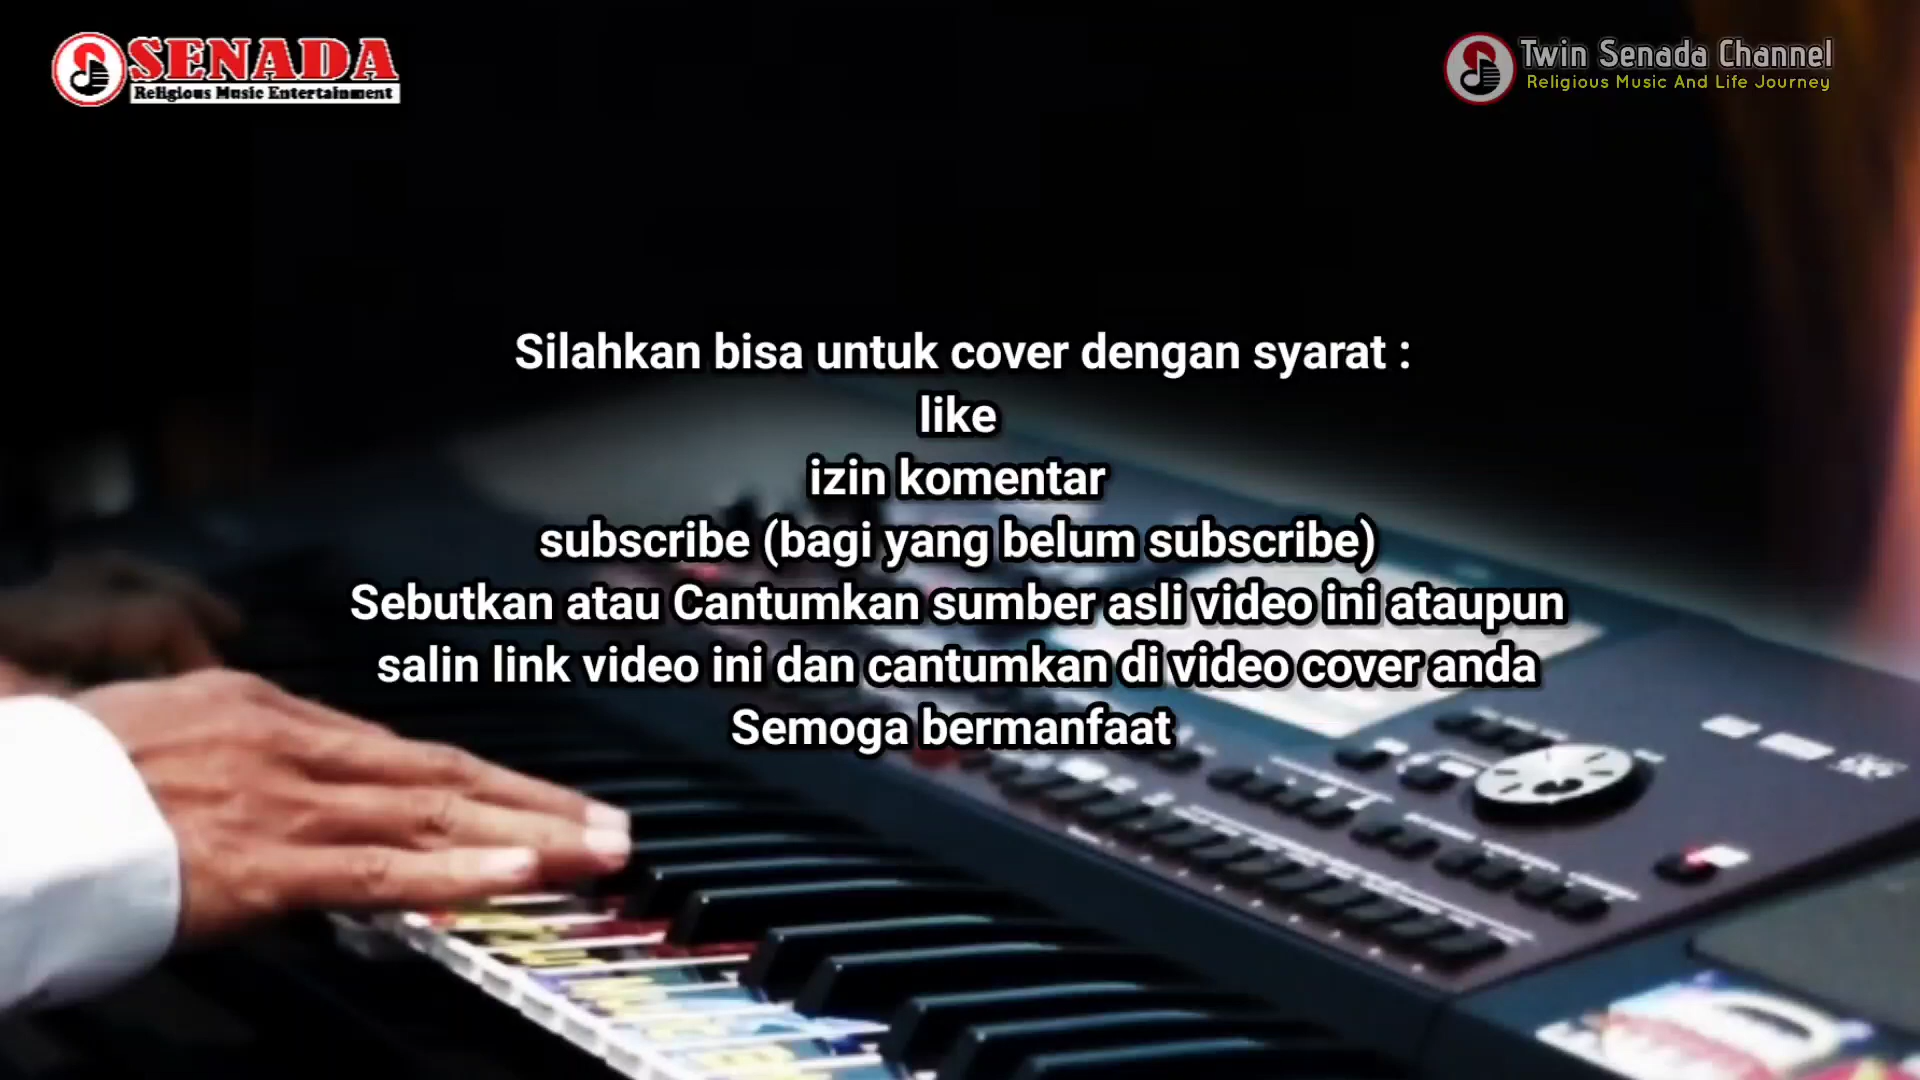 SENADA
Religious Music Entertainment
Twin Senada Channel
Religious Music And Life Journey
Silahkan bisa untuk cover dengan syarat :
like
izin komentar
subscribe (bagi yang belum subscribe)
Sebutkan atau Cantumkan sumber asli video ini ataupun
salin link video ini dan cantumkan di video cover anda
Semoga bermanfaat